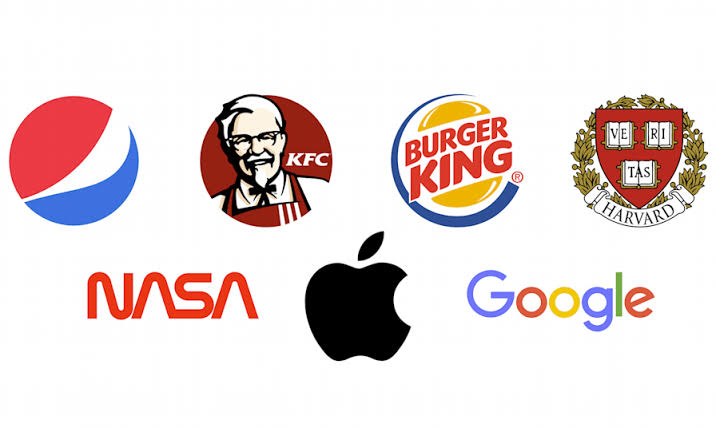 KFC
BURGER
KING®
VE RI
TAS
HARVARD
NASA
Google